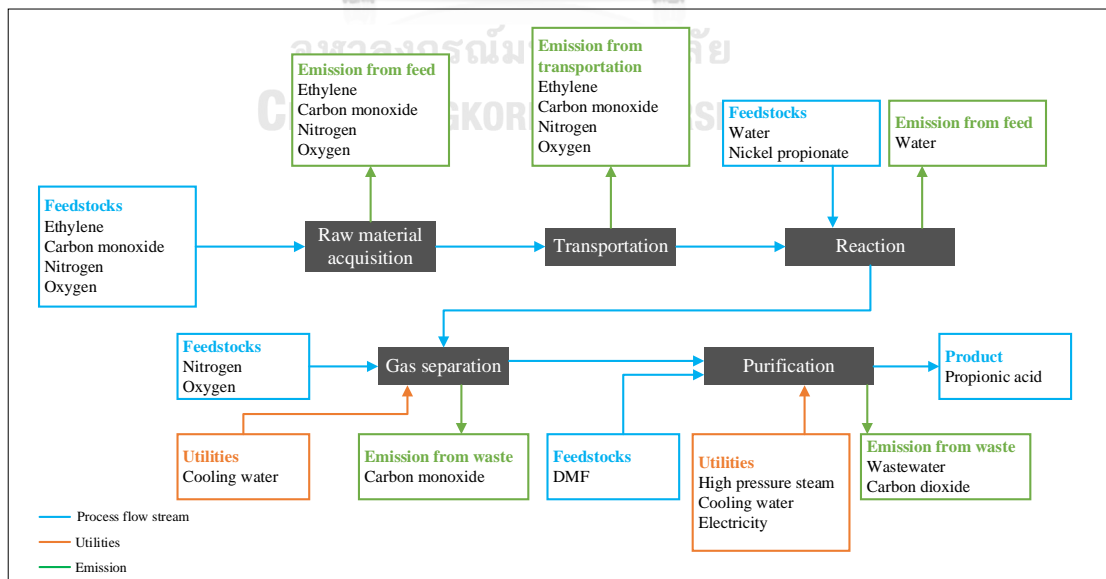 Emission from feed
Ethylene
Carbon monoxide
Nitrogen
Oxygen
Emission from
transportation
Ethylene
Carbon monoxide
Nitrogen
Oxygen
Feedstocks
Water
Nickel propionate
Emission from feed
Water
Feedstocks
Ethylene
Carbon monoxide
Nitrogen
Oxygen
Raw material
acquisition
Transportation
Reaction
Feedstocks
Nitrogen
Oxygen
Gas separation
Purification
Product
Propionic acid
Utilities
Cooling water
Emission from waste
Carbon monoxide
Feedstocks
DMF
Utilities
High pressure steam
Cooling water
Electricity
Emission from waste
Wastewater
Carbon dioxide
Process flow stream
Utilities
Emission